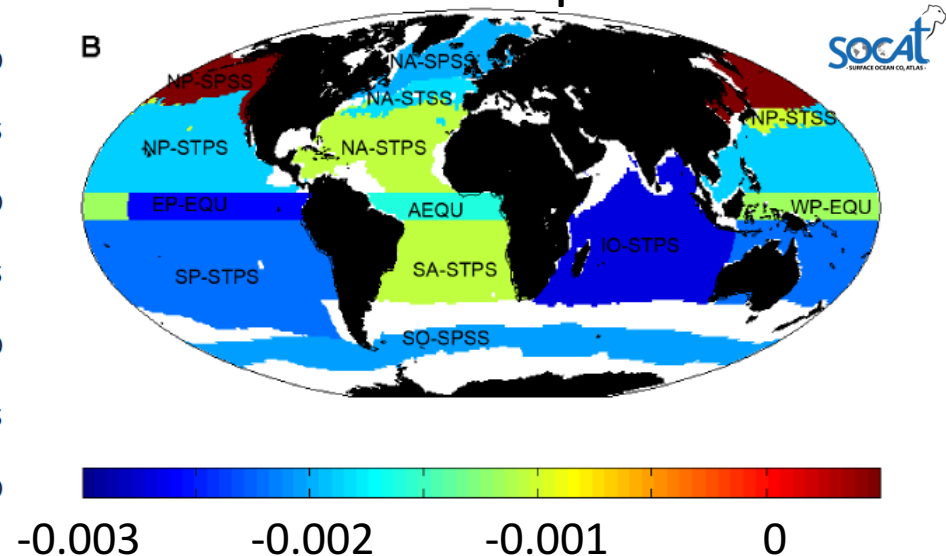 B
SOCAT
- SURFACE OCEAN CO₂ ATLAS -
NP-SPSS
NA-SPSS
NA-STSS
NP-STSS
NP-STPS
NA-STPS
EP-EQU
AEQU
WP-EQU
IO-STPS
SP-STPS
SA-STPS
SO-SPSS
-0.003
-0.002
-0.001
0